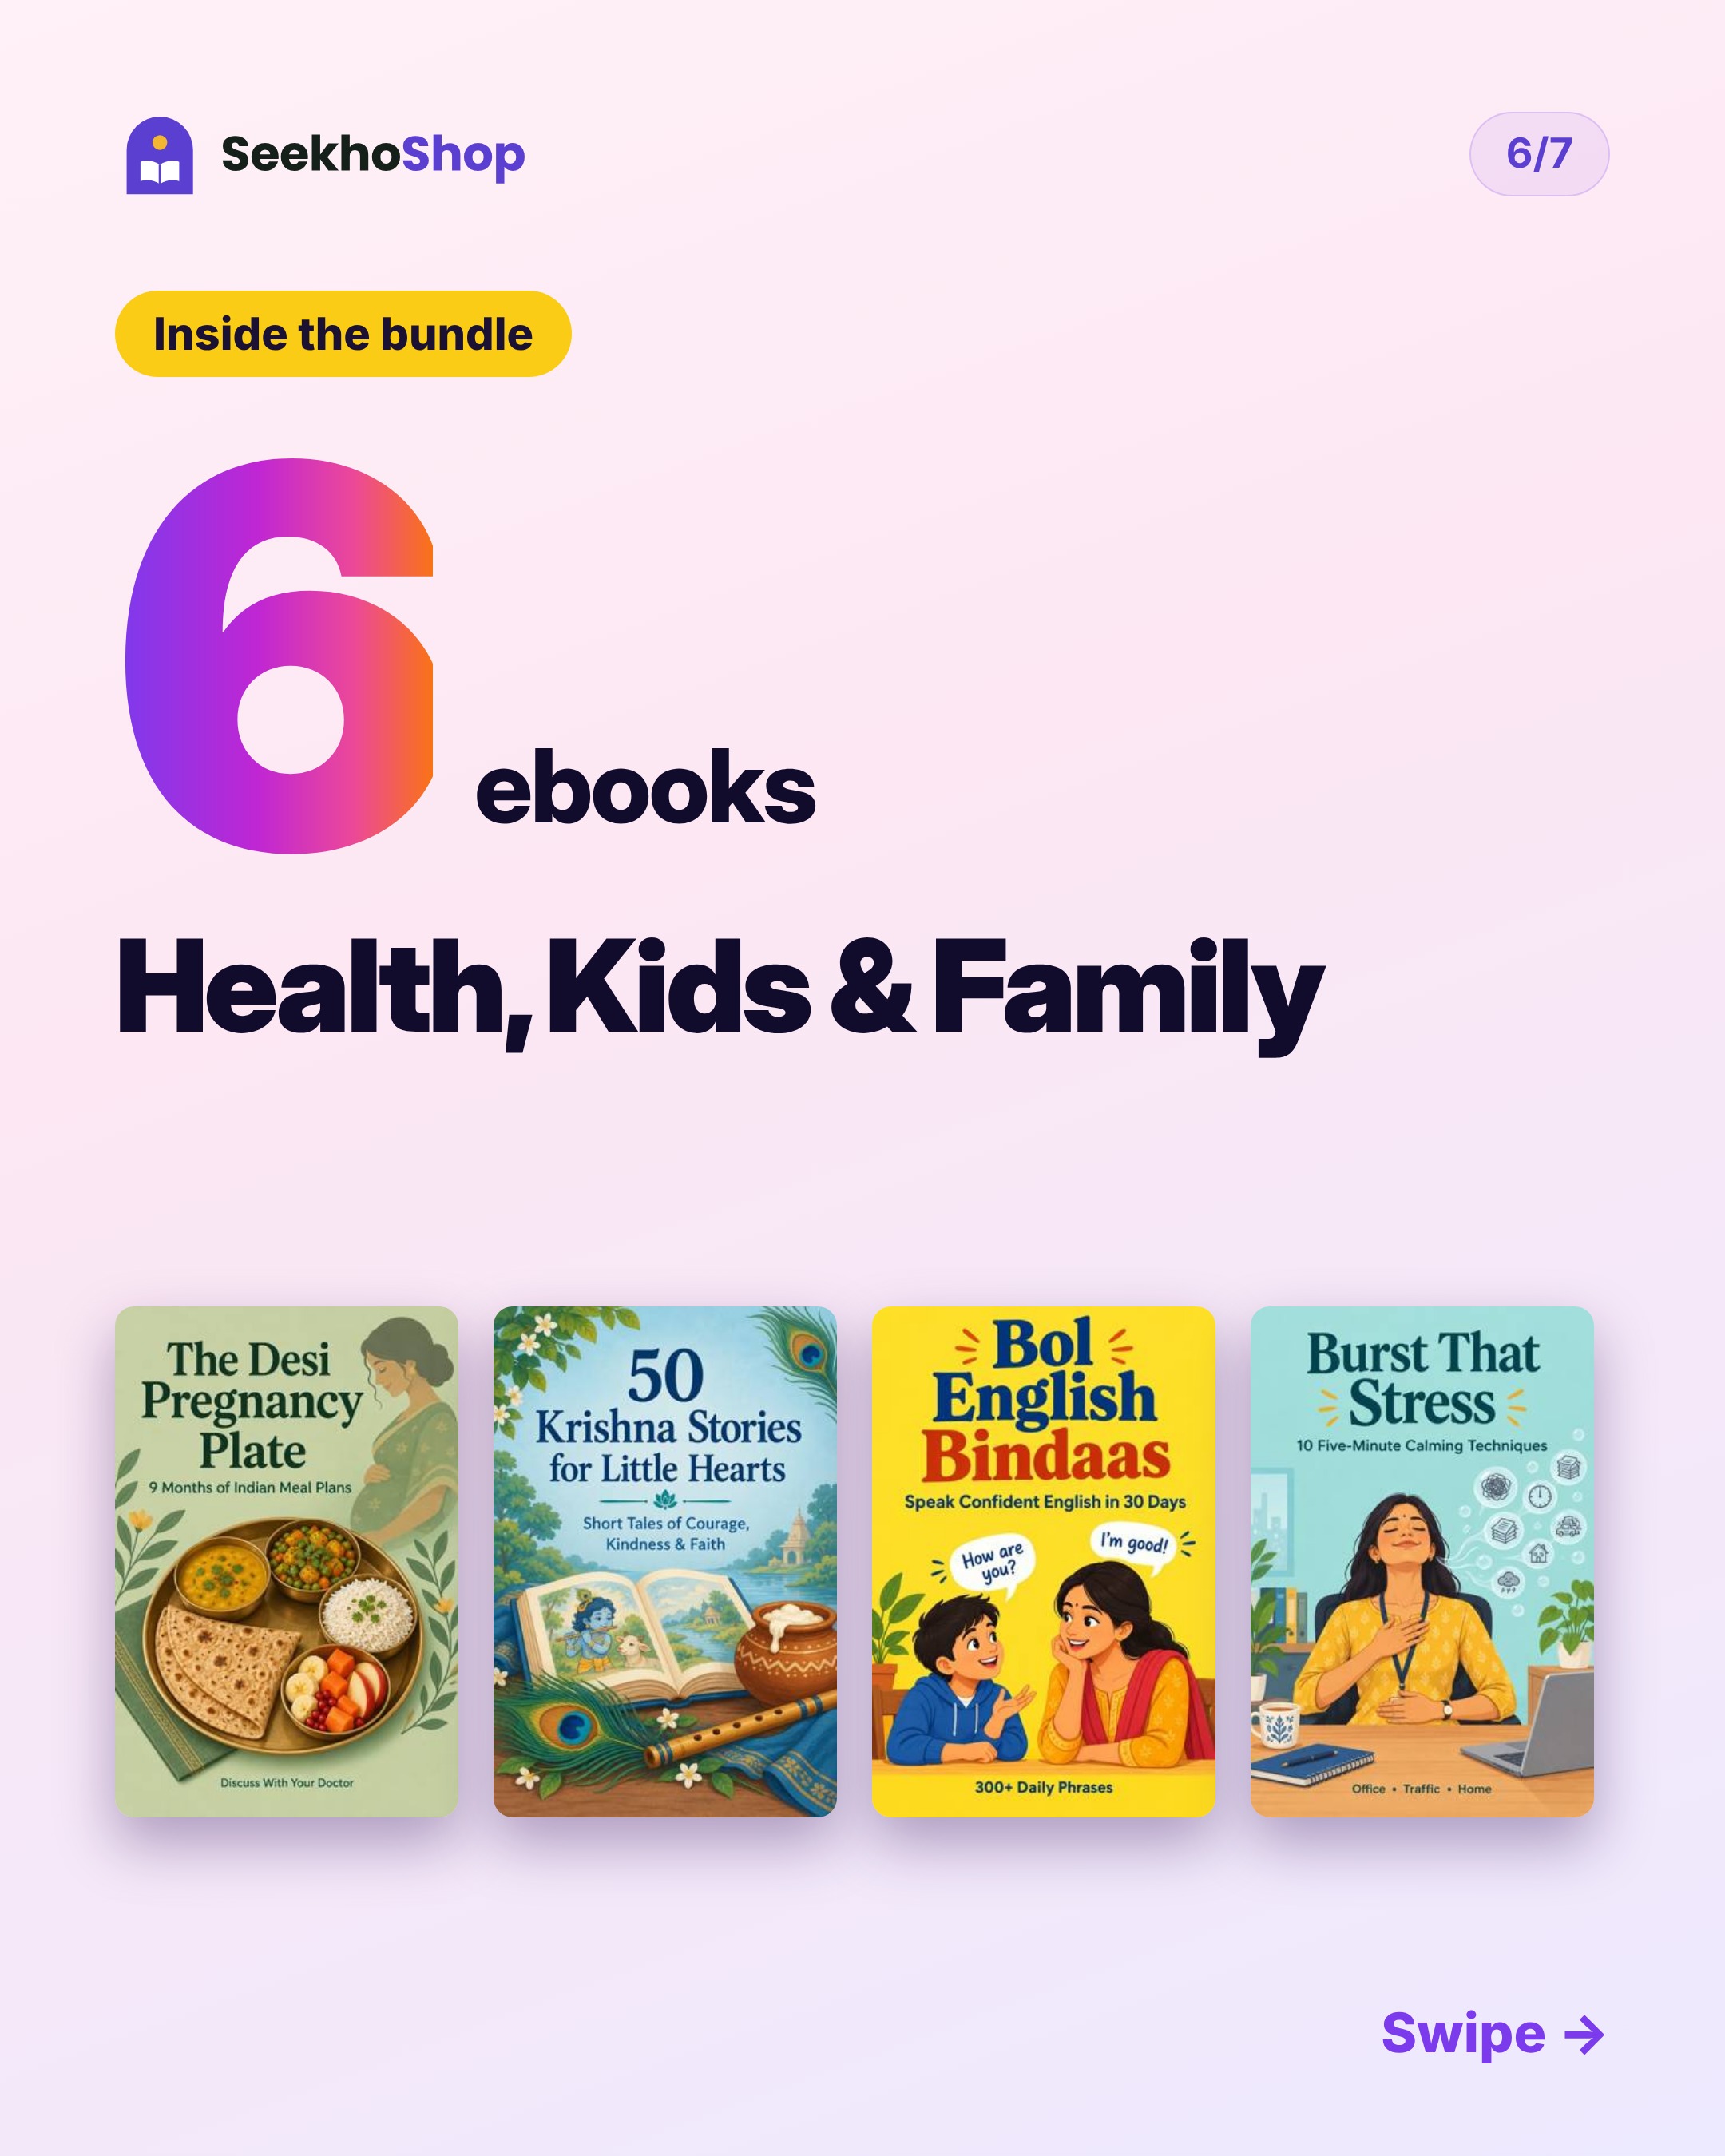 SeekhoShop
6/7
Inside the bundle
6 ebooks
Health, Kids & Family
The Desi
Pregnancy
Plate
9 Months of Indian Meal Plans
Discuss With Your Doctor
50
Krishna Stories
for Little Hearts
Short Tales of Courage,
Kindness & Faith
Bol
English
Bindaas
Speak Confident English in 30 Days
How are
you?
I'm good!
300+ Daily Phrases
Burst That
Stress
10 Five-Minute Calming Techniques
Office • Traffic • Home
Swipe →